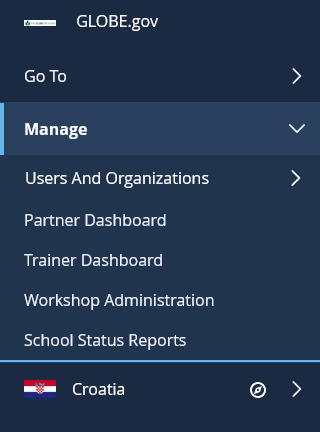 GLOBE.gov
Go To
Manage
Users And Organizations
Partner Dashboard
Trainer Dashboard
Workshop Administration
School Status Reports
Croatia